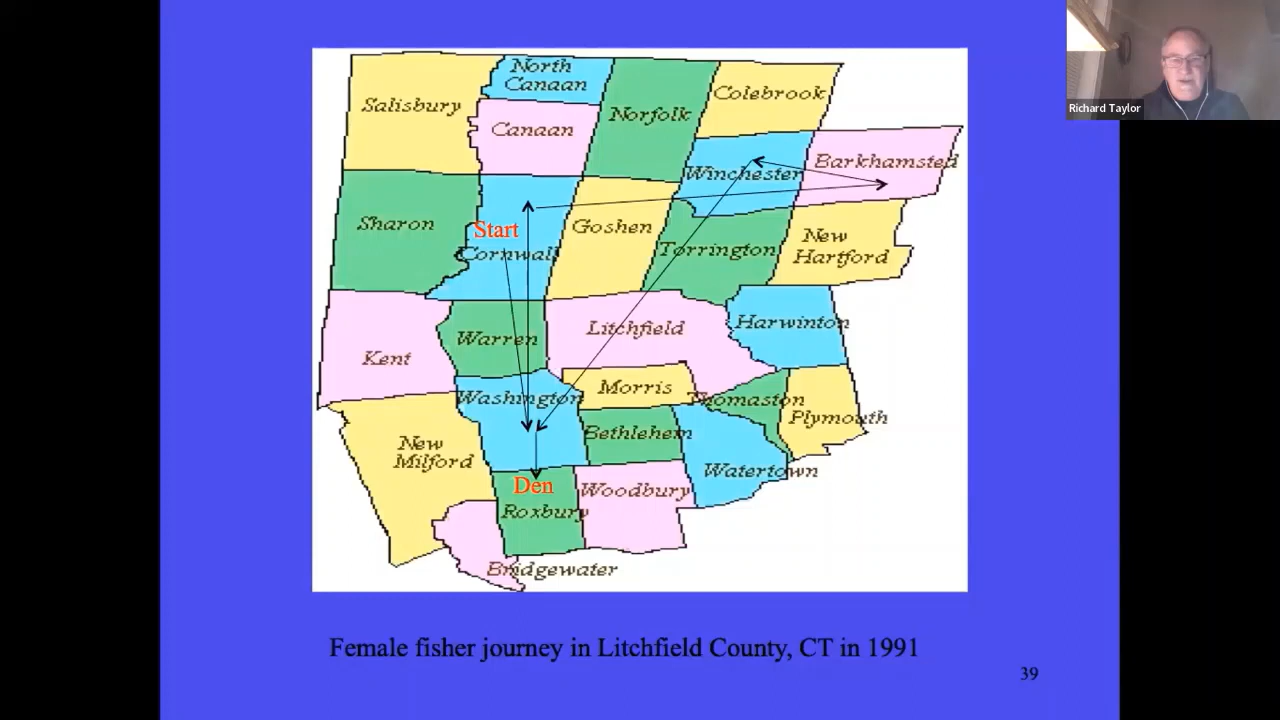 Richard Taylor
North
Canaan
Salisbury
Colebrook
Norfolk
Canaan
Barkhamsted
Winchester
Sharon
Start
Goshen
Cornwall
Torrington
New
Hartford
Litchfield
Harwinton
Warren
Kent
Morris
Washington
Thomaston
Plymouth
Bethlehem
New
Milford
Watertown
Den
Woodbury
Roxbury
Bridgewater
Female fisher journey in Litchfield County, CT in 1991
39